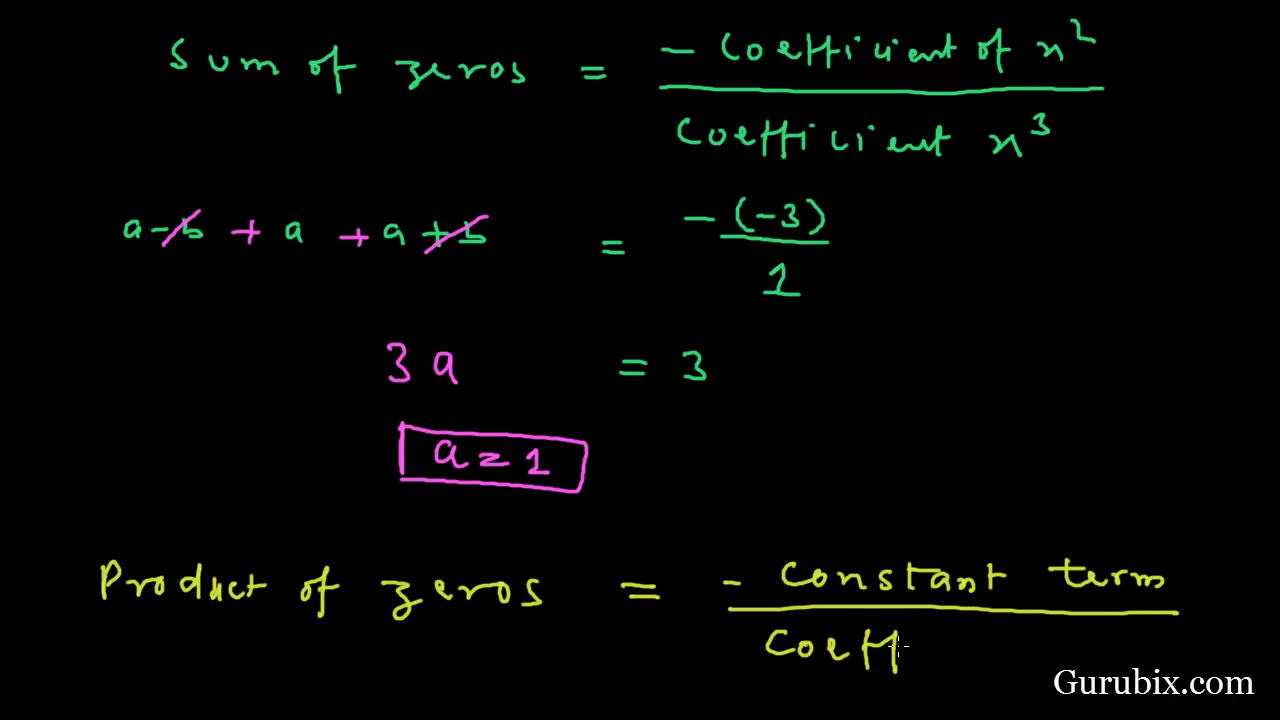 Sum of zeros = - Coefficient of x² / Coefficient x³
a - b + a + a + b = - (-3) / 1
3a = 3
a = 1
Product of zeros = - Constant term / Coeff
Gurubix.com